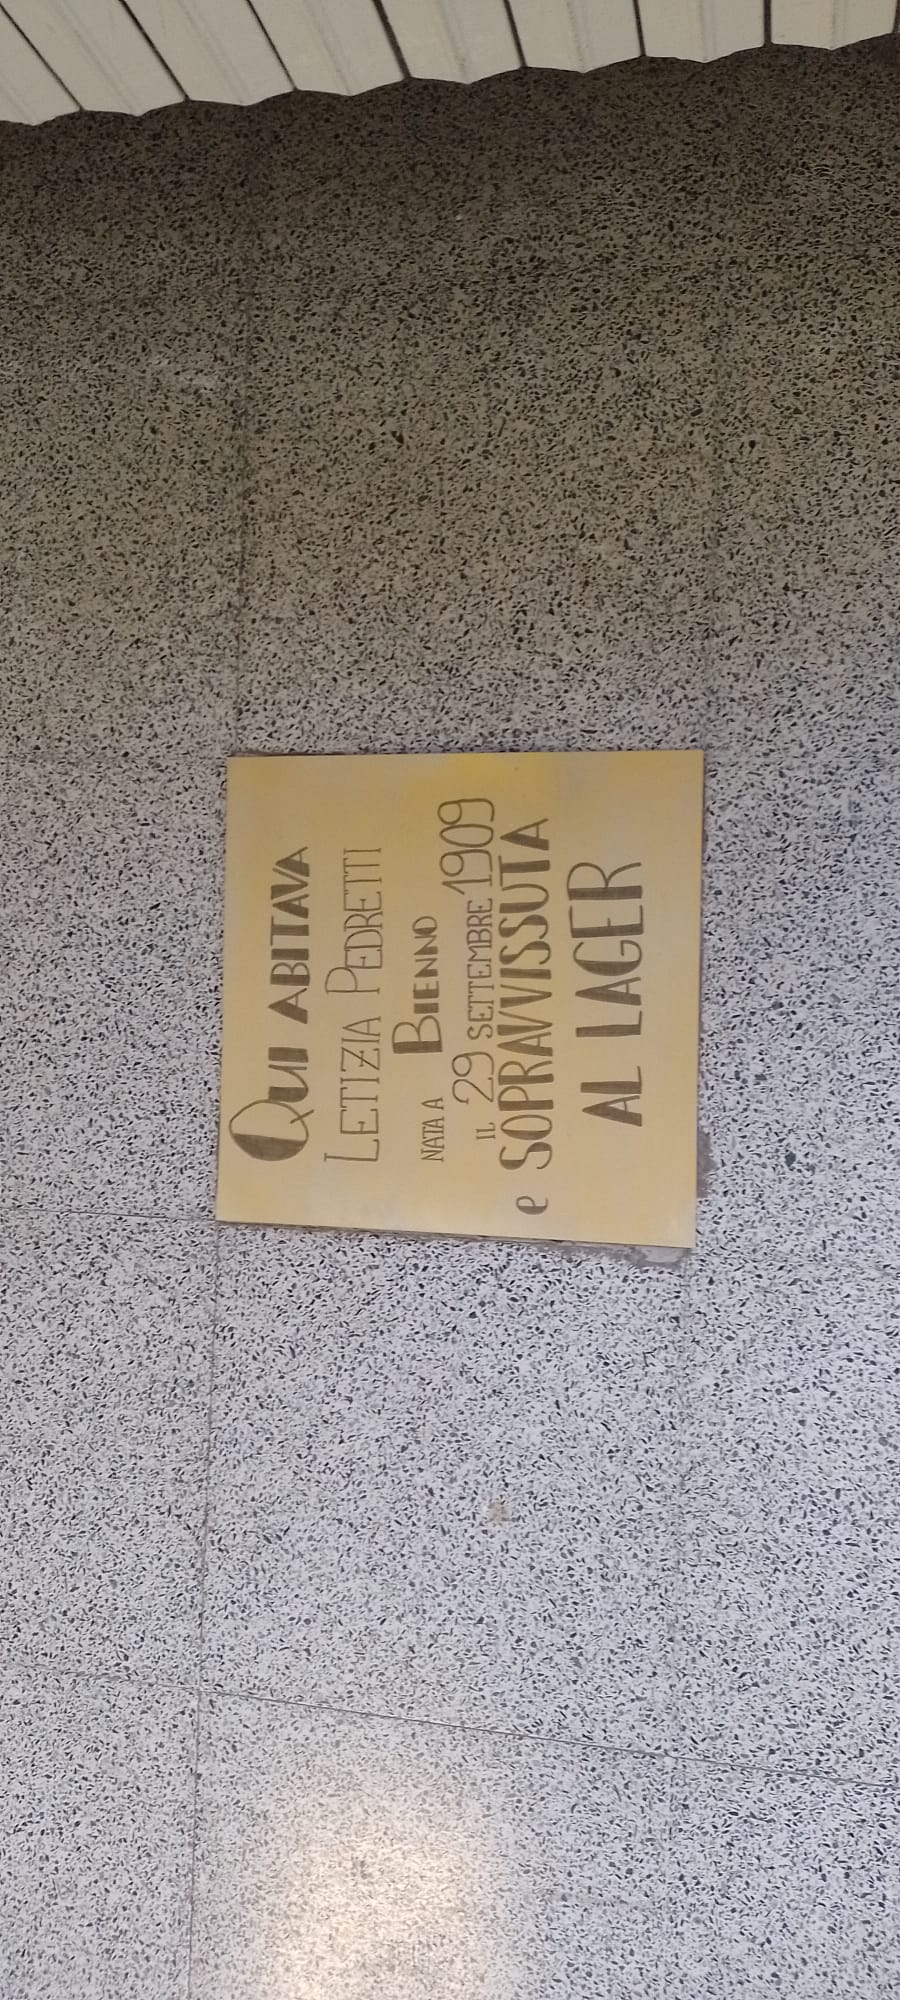 QUI ABITAVA
LETIZIA PEDRETTI
NATA A BIENNO
IL 29 SETTEMBRE 1909
e SOPRAVVISSUTA
AL LAGER